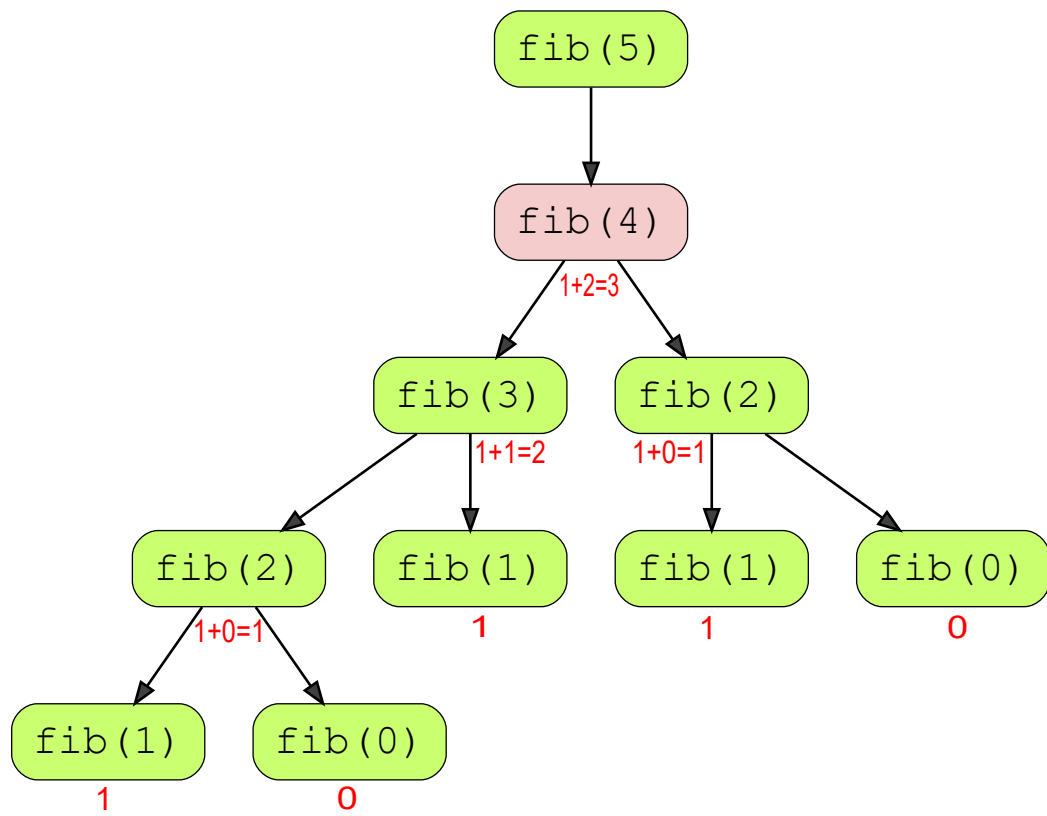 fib(5)
fib(4)
1+2=3
fib(3)
fib(2)
1+1=2
1+0=1
fib(2)
fib(1)
fib(1)
fib(0)
1+0=1
1
1
0
fib(1)
fib(0)
1
0